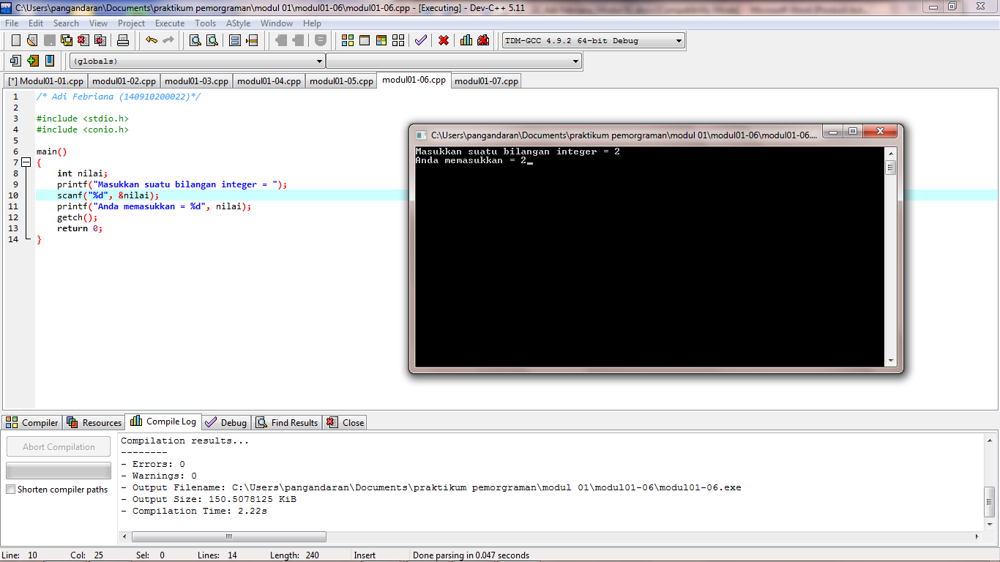 C:\Users\pangandaran\Documents\praktikum pemorgraman\modul 01\modul01-06\modul01-06.cpp - [Executing] - Dev-C++ 5.11
File Edit Search View Project Execute Tools AStyle Window Help
TDM-GCC 4.9.2 64-bit Debug
(globals)
[*] Modul01-01.cpp modul01-02.cpp modul01-03.cpp modul01-04.cpp modul01-05.cpp modul01-06.cpp modul01-07.cpp
1 /* Adi Febriana (140910200022)*/
2
3 #include <stdio.h>
4 #include <conio.h>
5
6 main()
7 {
8 int nilai;
9 printf("Masukkan suatu bilangan integer = ");
10 scanf("%d", &nilai);
11 printf("Anda memasukkan = %d", nilai);
12 getch();
13 return 0;
14 }
C:\Users\pangandaran\Documents\praktikum pemorgraman\modul 01\modul01-06\modul01-06....
Masukkan suatu bilangan integer = 2
Anda memasukkan = 2_
Compiler Resources Compile Log Debug Find Results Close
Abort Compilation
Shorten compiler paths
Compilation results...
--------
- Errors: 0
- Warnings: 0
- Output Filename: C:\Users\pangandaran\Documents\praktikum pemorgraman\modul 01\modul01-06\modul01-06.exe
- Output Size: 150.5078125 KiB
- Compilation Time: 2.22s
Line: 10 Col: 25 Sel: 0 Lines: 14 Length: 240 Insert Done parsing in 0.047 seconds